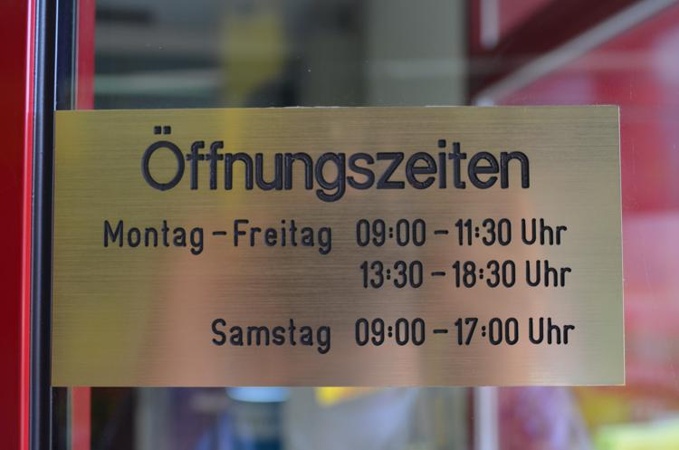 Öffnungszeiten
Montag – Freitag 09:00 – 11:30 Uhr
13:30 – 18:30 Uhr
Samstag 09:00 – 17:00 Uhr